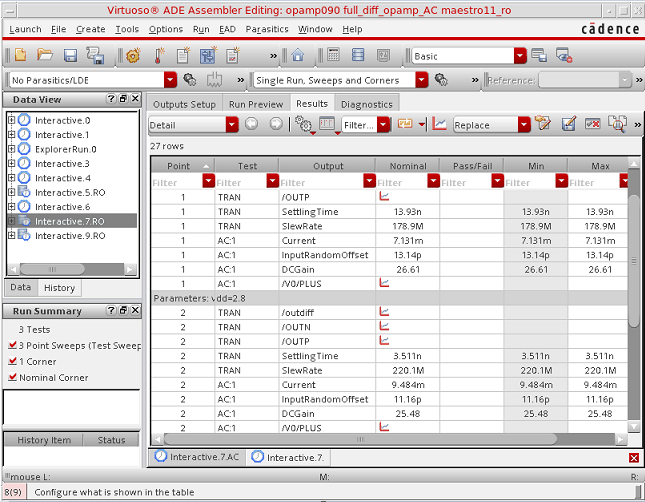 Virtuoso® ADE Assembler Editing: opamp090 full_diff_opamp_AC maestro11_ro
Launch File Create Tools Options Run EAD Parasitics Window Help cādence
Basic
No Parasitics/LDE Single Run, Sweeps and Corners Reference:
Data View
Interactive.0
Interactive.1
ExplorerRun.0
Interactive.3
Interactive.4
Interactive.5.RO
Interactive.6
Interactive.7.RO
Interactive.9.RO
Data History
Run Summary
3 Tests
3 Point Sweeps (Test Sweep
1 Corner
Nominal Corner
History Item Status
Outputs Setup Run Preview Results Diagnostics
Detail Filter... Replace
27 rows
Point Test Output Nominal Pass/Fail Min Max
Filter Filter Filter Filter Filter Filter Filter
1 TRAN /OUTP
1 TRAN SettlingTime 13.93n 13.93n 13.93n
1 TRAN SlewRate 178.9M 178.9M 178.9M
1 AC:1 Current 7.131m 7.131m 7.131m
1 AC:1 InputRandomOffset 13.14p 13.14p 13.14p
1 AC:1 DCGain 26.61 26.61 26.61
1 AC:1 /V0/PLUS
Parameters: vdd=2.8
2 TRAN /outdiff
2 TRAN /OUTN
2 TRAN /OUTP
2 TRAN SettlingTime 3.511n 3.511n 3.511n
2 TRAN SlewRate 220.1M 220.1M 220.1M
2 AC:1 Current 9.484m 9.484m 9.484m
2 AC:1 InputRandomOffset 11.16p 11.16p 11.16p
2 AC:1 DCGain 25.48 25.48 25.48
2 AC:1 /V0/PLUS
Interactive.7.AC Interactive.7.
mouse L: M: R:
8(9) Configure what is shown in the table